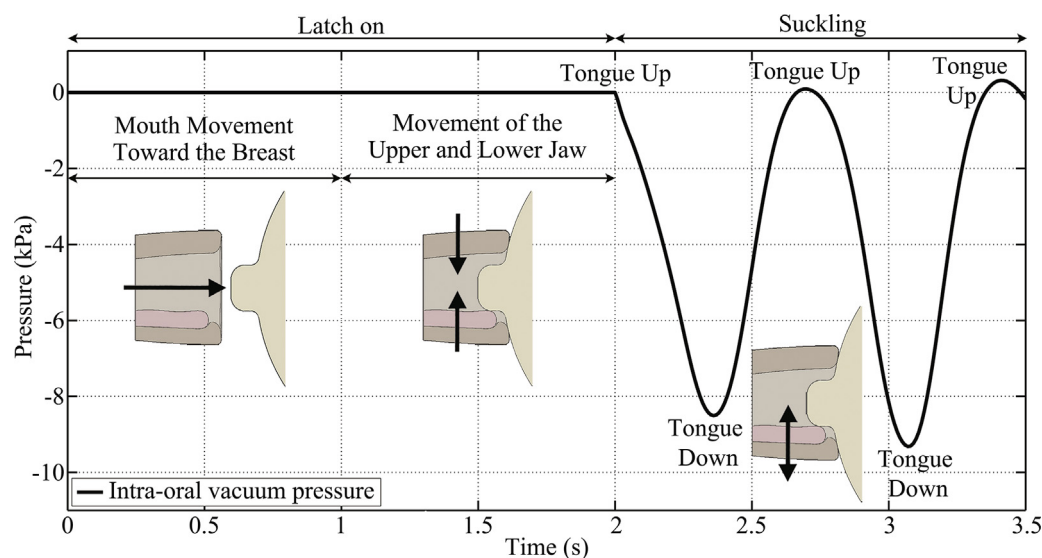 Latch on
Suckling
Tongue Up
Tongue Up
Tongue
Up
Mouth Movement
Toward the Breast
Movement of the
Upper and Lower Jaw
Tongue
Down
Tongue
Down
Pressure (kPa)
0
-2
-4
-6
-8
-10
Intra-oral vacuum pressure
0
0.5
1
1.5
2
2.5
3
3.5
Time (s)